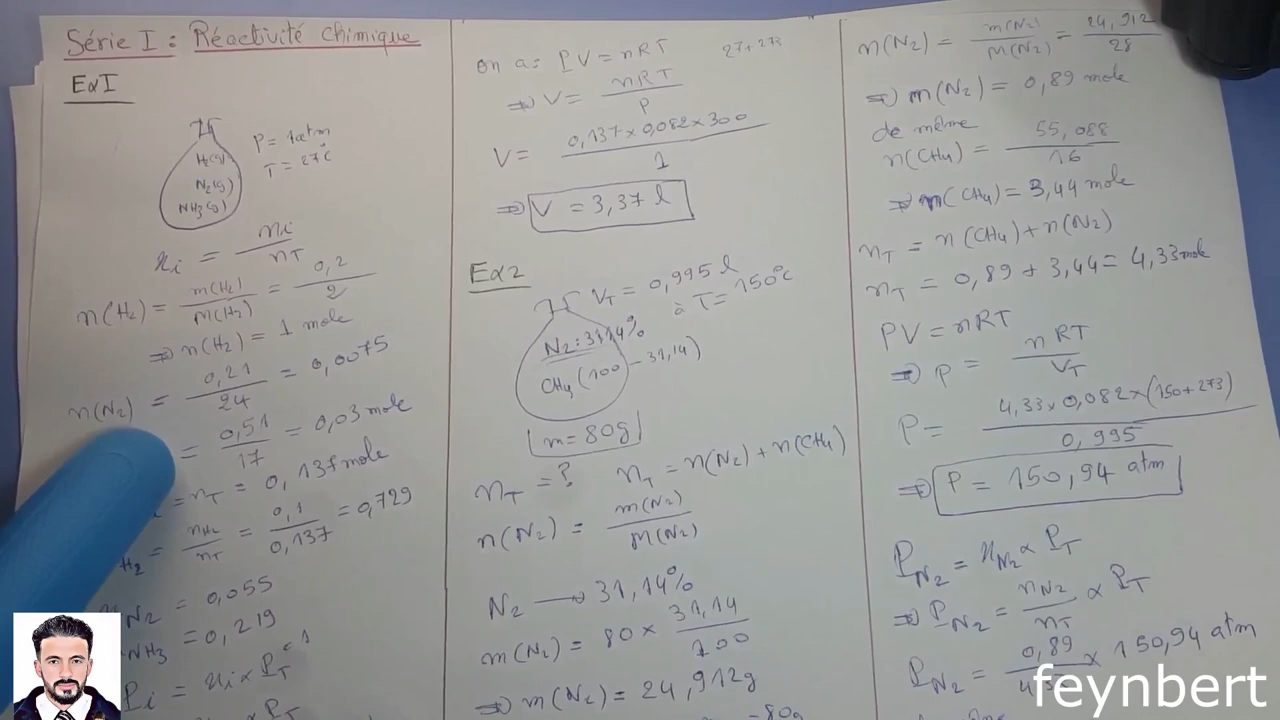 Série I : Réactivité chimique
Ex I
P = 1atm
T = 27°C
H₂(g)
N₂(g)
NH₃(g)
xi = ni / nT
n(H₂) = m(H₂) / M(H₂) = 0,2 / 2
⇒ n(H₂) = 1 mole
n(N₂) = 0,21 / 24 = 0,0075
= 0,51 / 17 = 0,03 mole
= nT = 0,137 mole
H₂ = nH₂ / nT = 0,1 / 0,137 = 0,729
N₂ = 0,055
NH₃ = 0,219
Pi = xi × PT
on a : PV = nRT
27+273
⇒ V = nRT / P
V = 0,137 × 0,082 × 300 / 1
⇒ V = 3,37 l
Ex 2
VT = 0,995 l
à T = 150°C
N₂ : 31,14%
CH₄ (100 - 31,14)
m = 80g
nT = ? nT = n(N₂) + n(CH₄)
n(N₂) = m(N₂) / M(N₂)
N₂ → 31,14%
m(N₂) = 80 × 31,14 / 100
⇒ m(N₂) = 24,912g
n(N₂) = m(N₂) / M(N₂) = 24,912 / 28
⇒ n(N₂) = 0,89 mole
de même
n(CH₄) = 55,088 / 16
⇒ n(CH₄) = 3,44 mole
nT = n(CH₄) + n(N₂)
nT = 0,89 + 3,44 = 4,33 mole
PV = nRT
⇒ P = nRT / VT
P = 4,33 × 0,082 × (150+273) / 0,995
⇒ P = 150,94 atm
PN₂ = xN₂ × PT
⇒ PN₂ = nN₂ / nT × PT
PN₂ = 0,89 / × 150,94 atm
feynbert